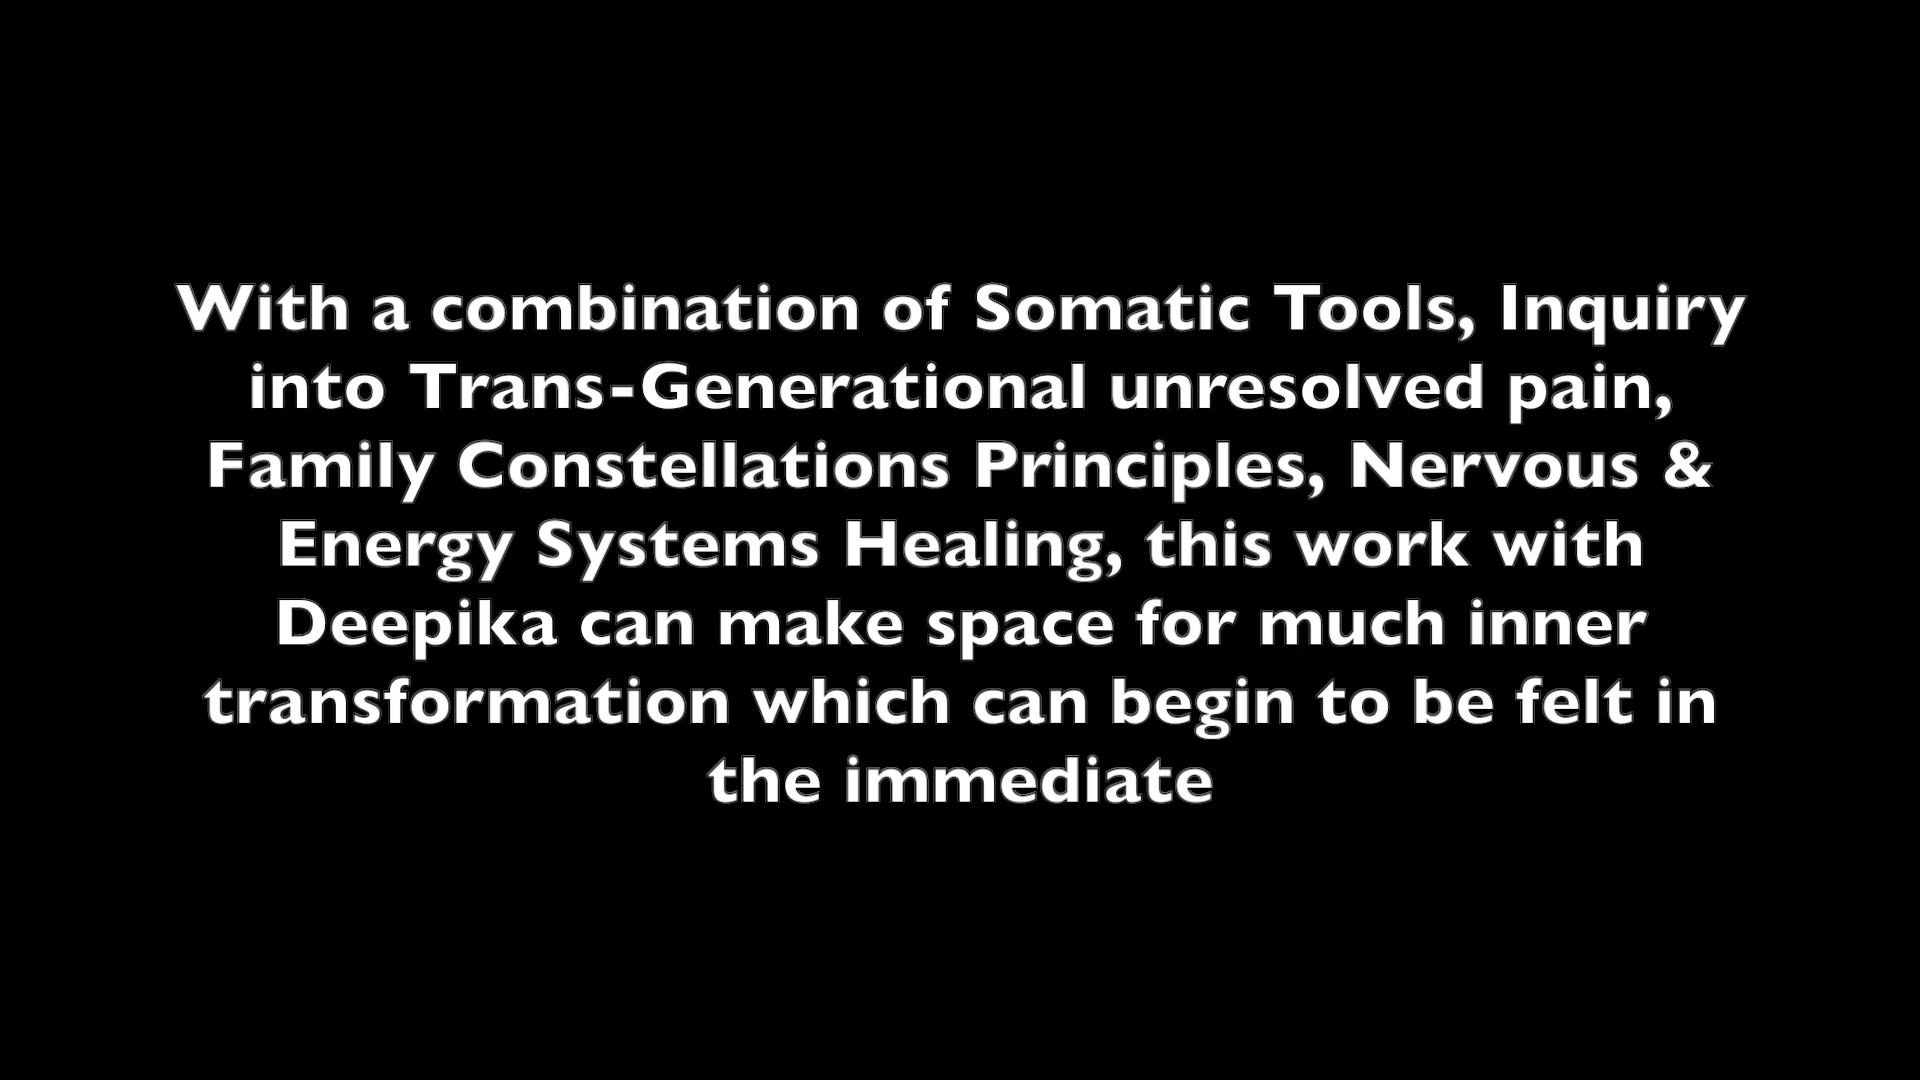 With a combination of Somatic Tools, Inquiry
into Trans-Generational unresolved pain,
Family Constellations Principles, Nervous &
Energy Systems Healing, this work with
Deepika can make space for much inner
transformation which can begin to be felt in
the immediate